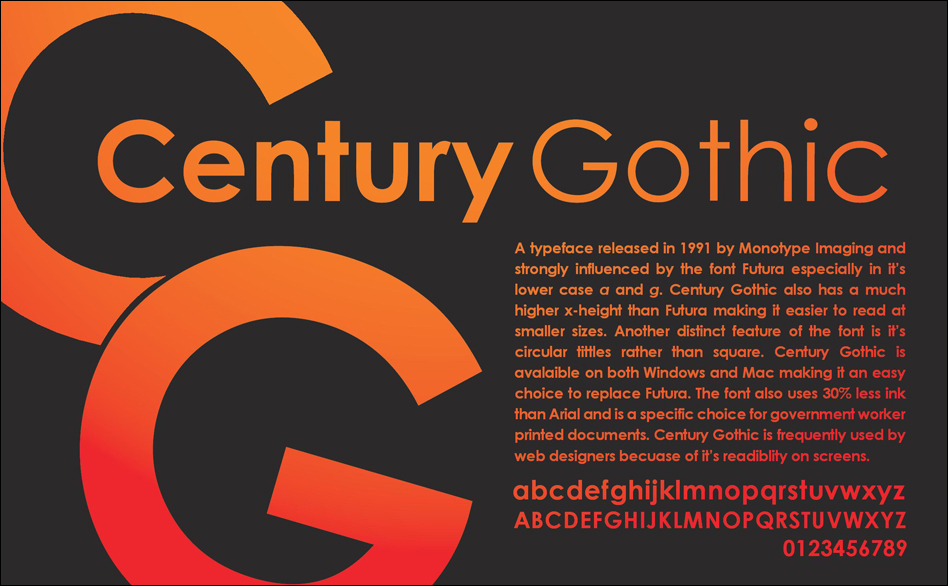 C
Century Gothic
G
A typeface released in 1991 by Monotype Imaging and
strongly influenced by the font Futura especially in it's
lower case a and g. Century Gothic also has a much
higher x-height than Futura making it easier to read at
smaller sizes. Another distinct feature of the font is it's
circular tittles rather than square. Century Gothic is
avalaible on both Windows and Mac making it an easy
choice to replace Futura. The font also uses 30% less ink
than Arial and is a specific choice for government worker
printed documents. Century Gothic is frequently used by
web designers becuase of it's readiblity on screens.
abcdefghijklmnopqrstuvwxyz
ABCDEFGHIJKLMNOPQRSTUVWXYZ
0123456789